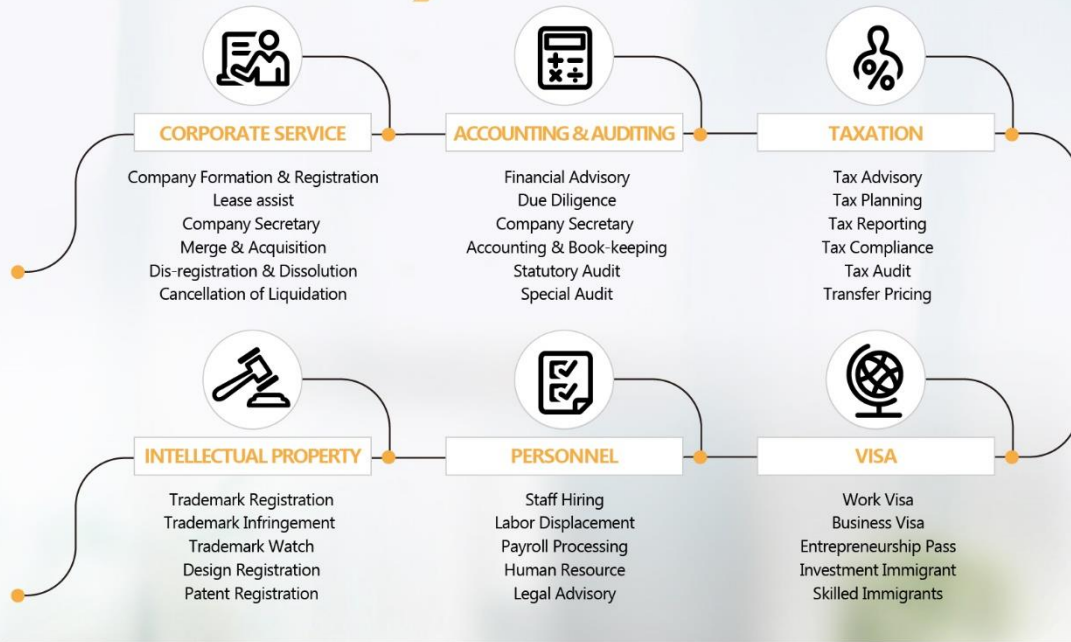 CORPORATE SERVICE
Company Formation & Registration
Lease assist
Company Secretary
Merge & Acquisition
Dis-registration & Dissolution
Cancellation of Liquidation
ACCOUNTING & AUDITING
Financial Advisory
Due Diligence
Company Secretary
Accounting & Book-keeping
Statutory Audit
Special Audit
TAXATION
Tax Advisory
Tax Planning
Tax Reporting
Tax Compliance
Tax Audit
Transfer Pricing
INTELLECTUAL PROPERTY
Trademark Registration
Trademark Infringement
Trademark Watch
Design Registration
Patent Registration
PERSONNEL
Staff Hiring
Labor Displacement
Payroll Processing
Human Resource
Legal Advisory
VISA
Work Visa
Business Visa
Entrepreneurship Pass
Investment Immigrant
Skilled Immigrants